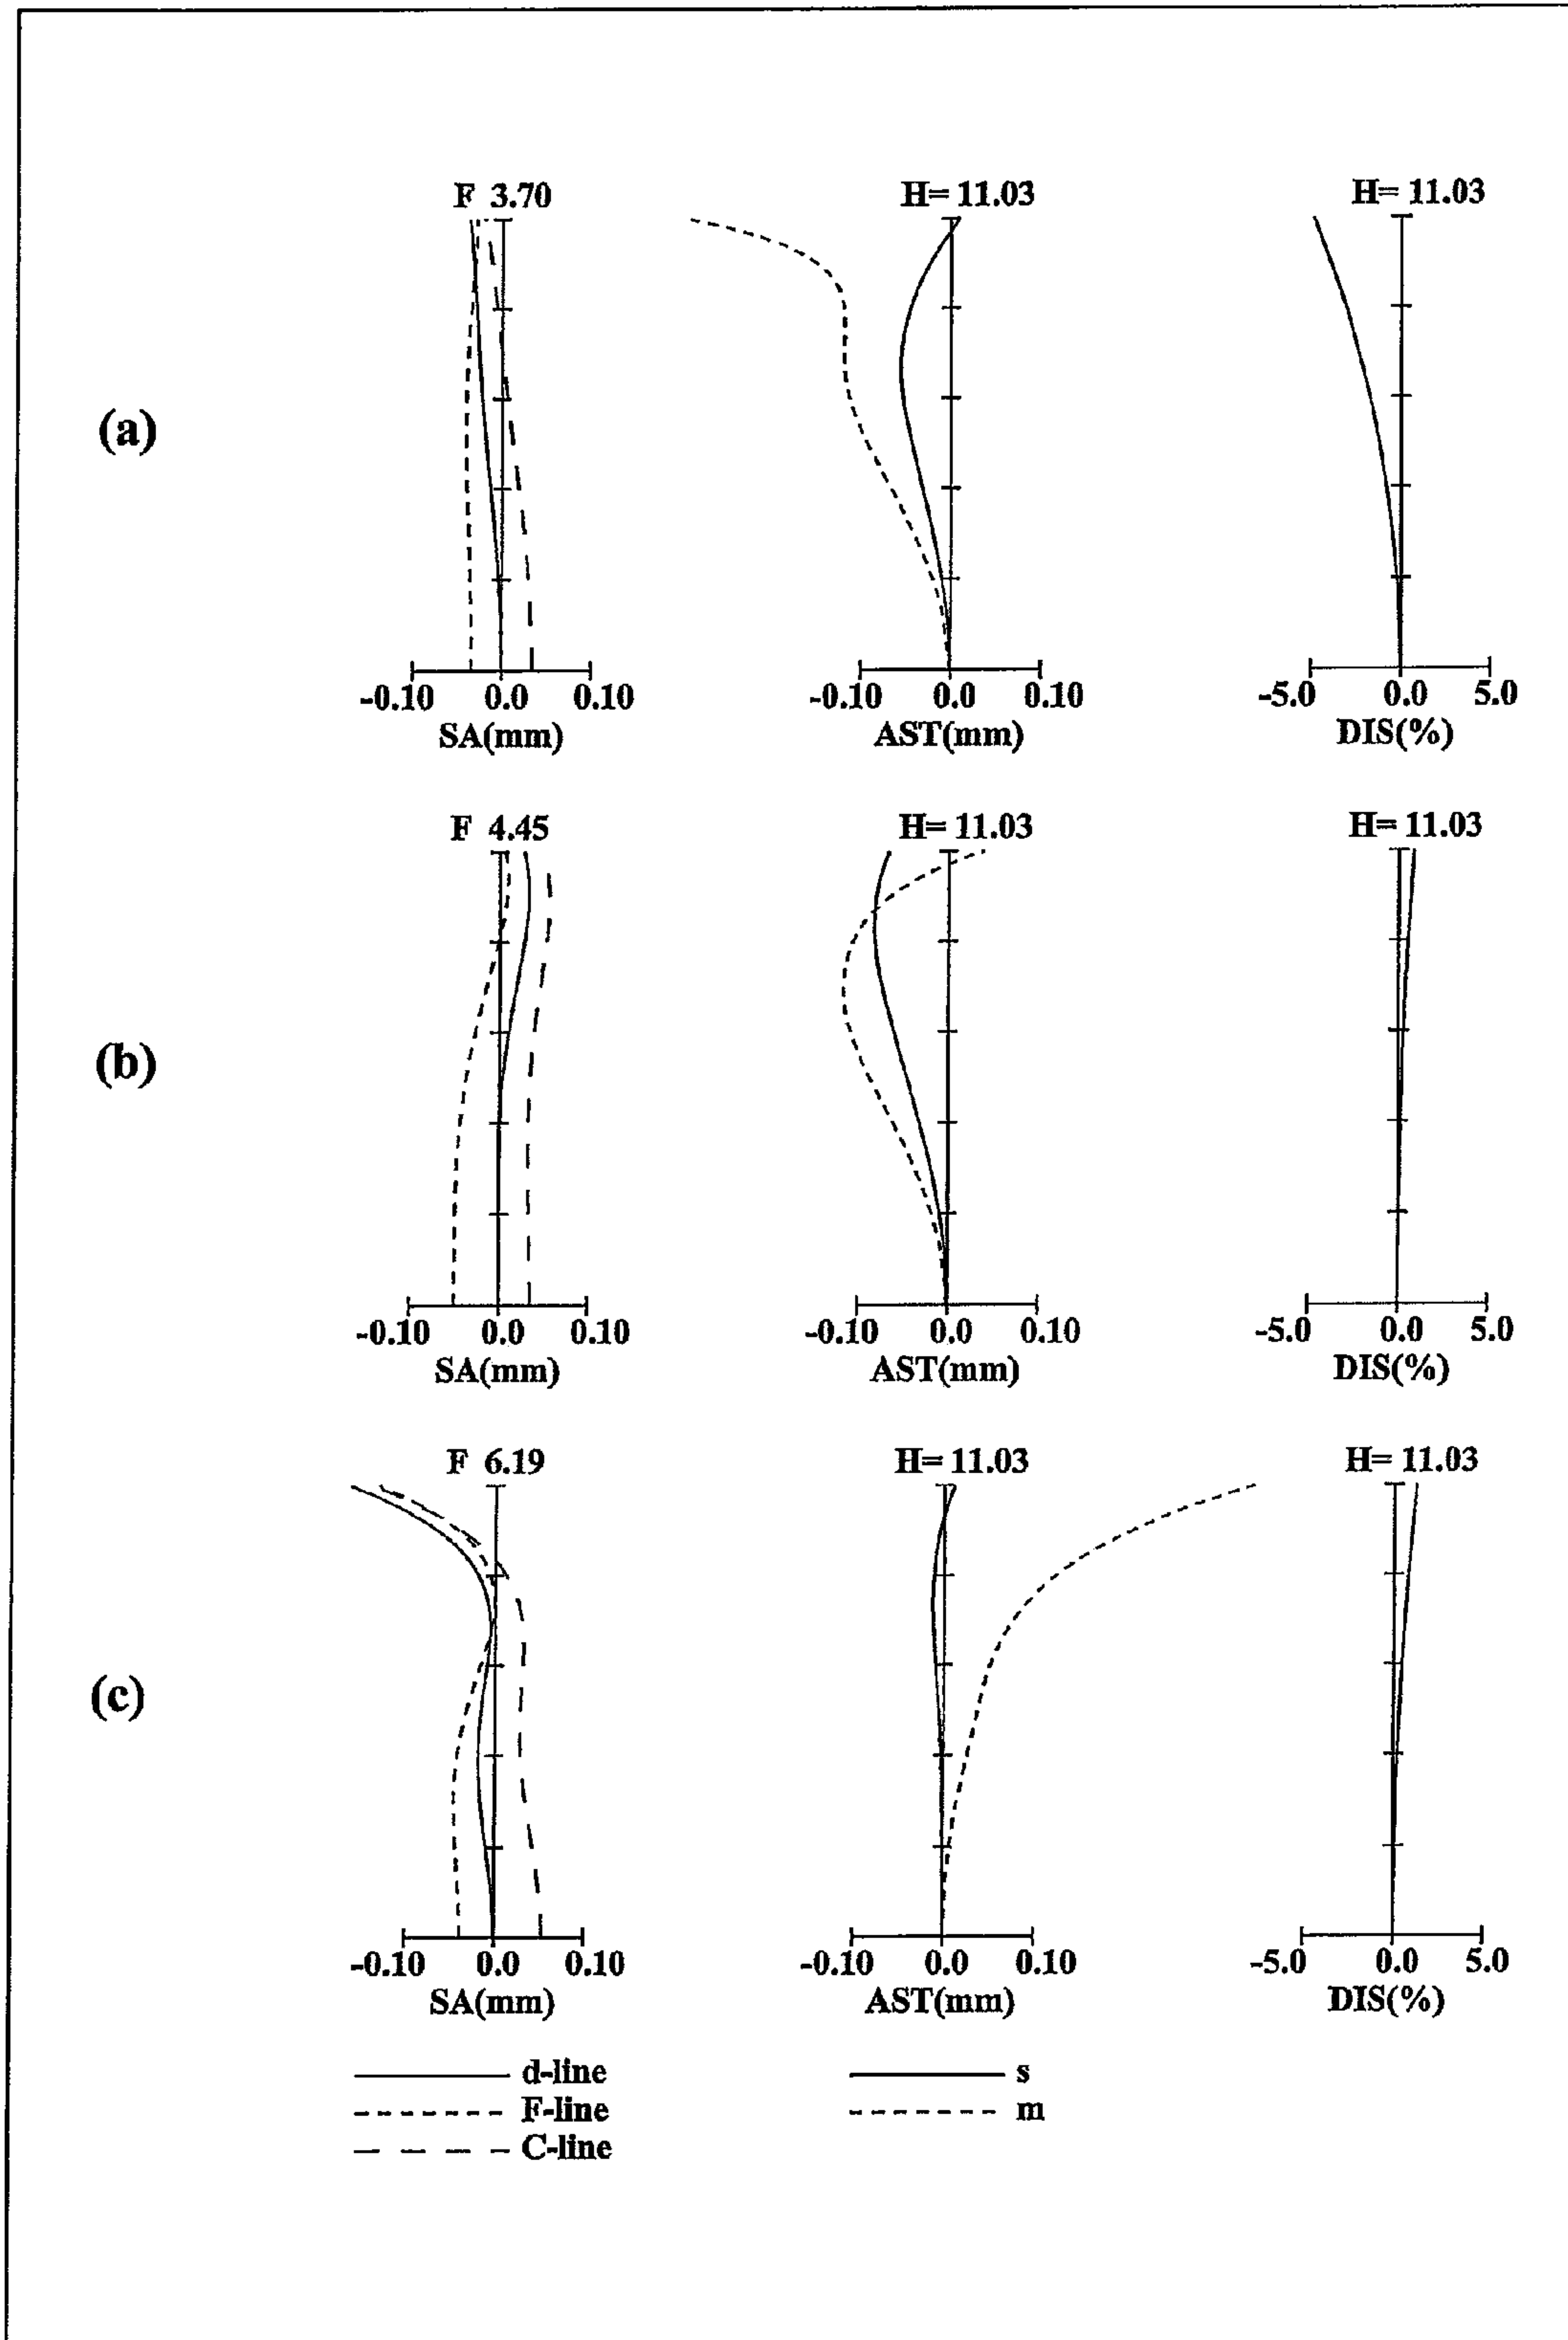 F 3.70 H= 11.03 H= 11.03
(a)
-0.10 0.0 0.10 -0.10 0.0 0.10 -5.0 0.0 5.0
SA(mm) AST(mm) DIS(%)
F 4.45 H= 11.03 H= 11.03
(b)
-0.10 0.0 0.10 -0.10 0.0 0.10 -5.0 0.0 5.0
SA(mm) AST(mm) DIS(%)
F 6.19 H= 11.03 H= 11.03
(c)
-0.10 0.0 0.10 -0.10 0.0 0.10 -5.0 0.0 5.0
SA(mm) AST(mm) DIS(%)
d-line s
F-line m
C-line